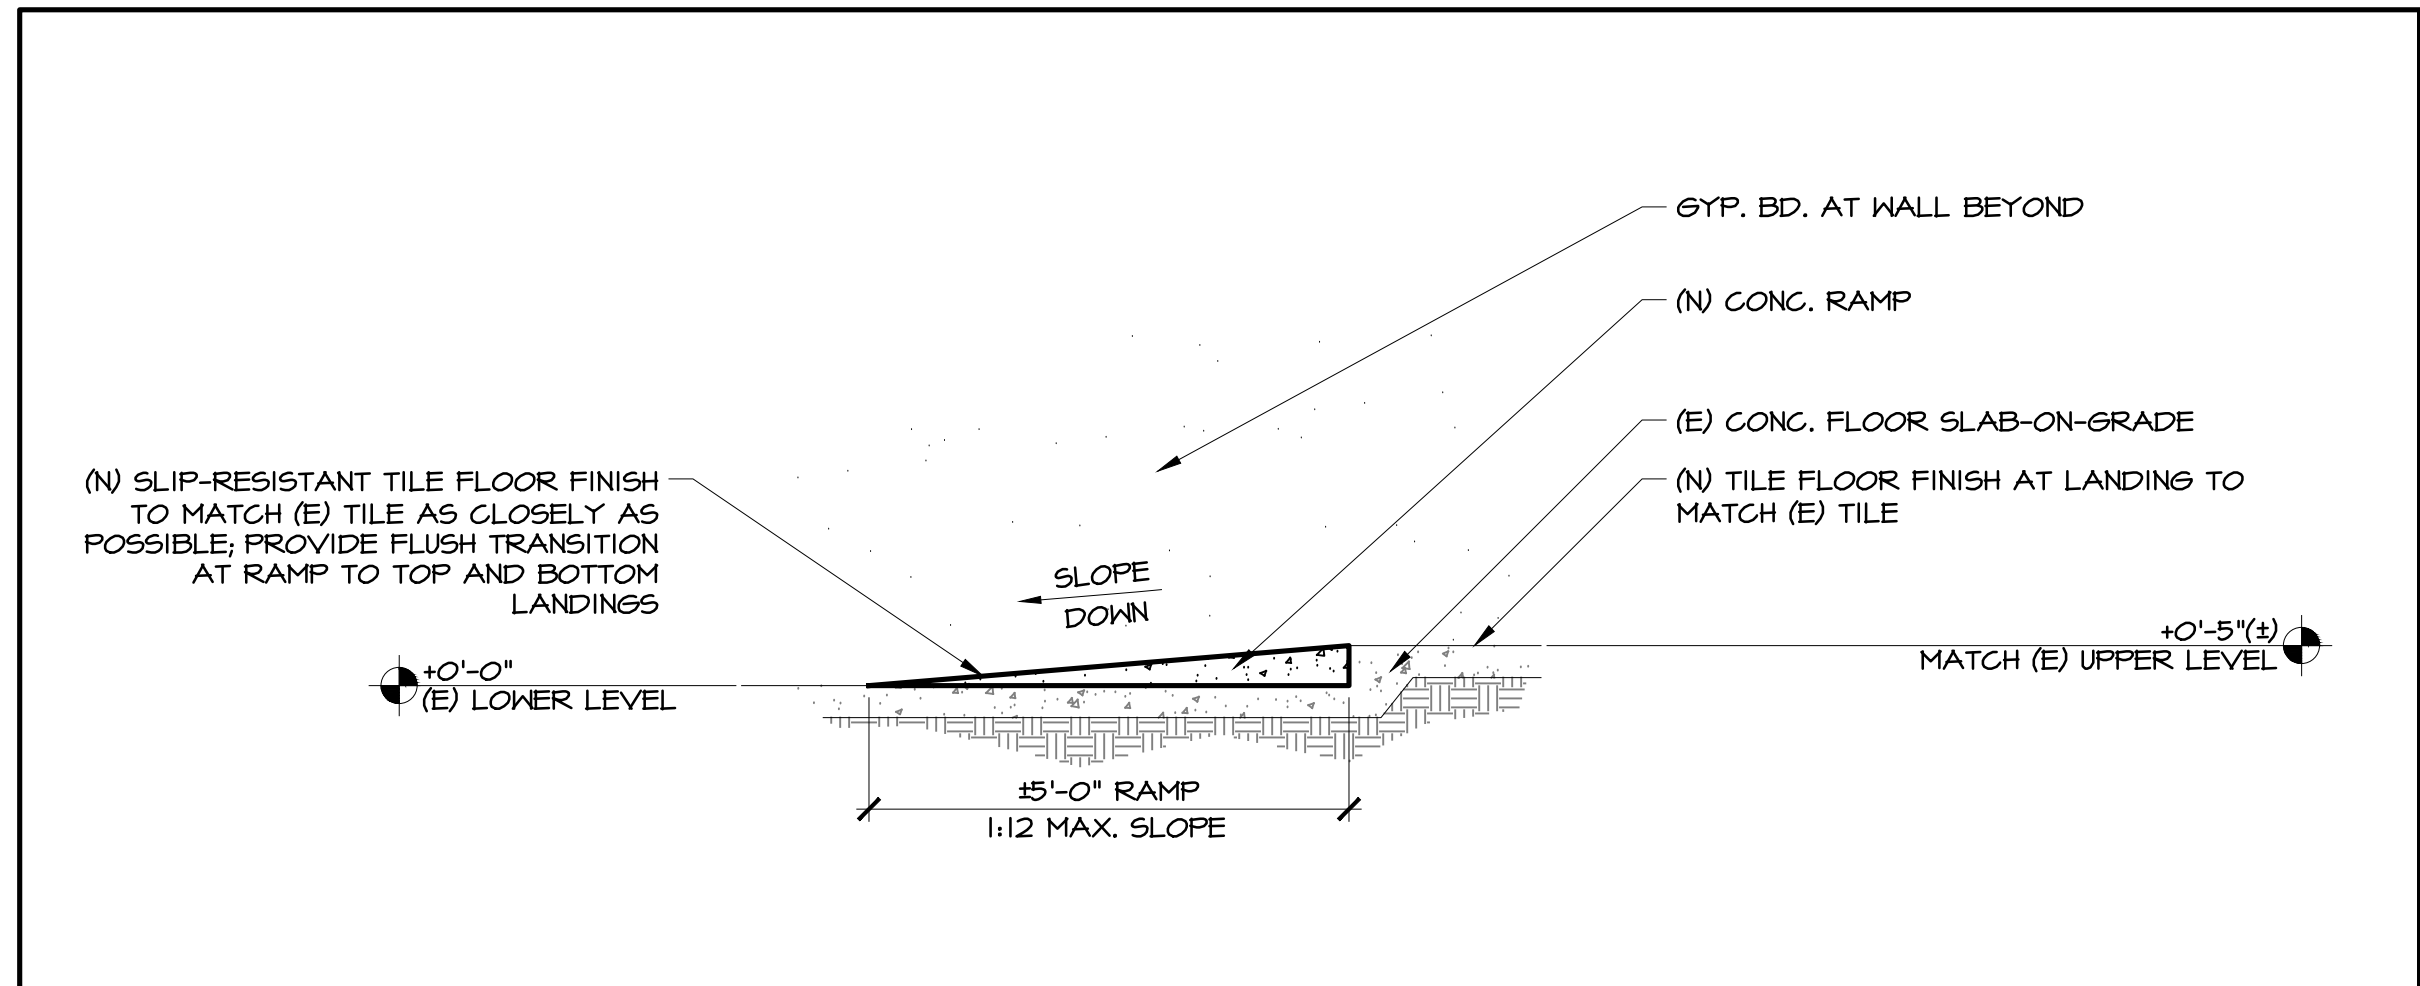 GYP. BD. AT WALL BEYOND
(N) CONC. RAMP
(E) CONC. FLOOR SLAB-ON-GRADE
(N) TILE FLOOR FINISH AT LANDING TO
MATCH (E) TILE
(N) SLIP-RESISTANT TILE FLOOR FINISH
TO MATCH (E) TILE AS CLOSELY AS
POSSIBLE; PROVIDE FLUSH TRANSITION
AT RAMP TO TOP AND BOTTOM
LANDINGS
SLOPE
DOWN
+0'-5"(±)
MATCH (E) UPPER LEVEL
+0'-0"
(E) LOWER LEVEL
±5'-0" RAMP
1:12 MAX. SLOPE